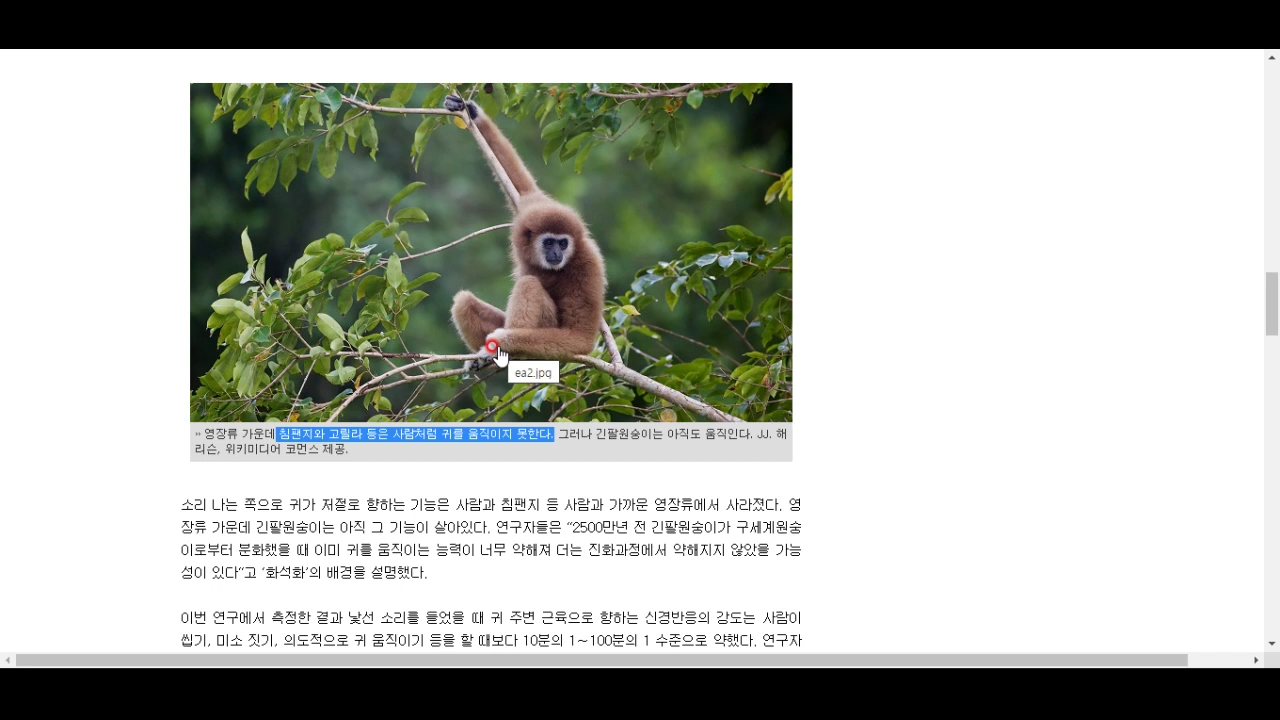 ea2.jpg
» 영장류 가운데 침팬지와 고릴라 등은 사람처럼 귀를 움직이지 못한다. 그러나 긴팔원숭이는 아직도 움직인다. JJ. 해
리슨, 위키미디어 코먼스 제공.
소리 나는 쪽으로 귀가 저절로 향하는 기능은 사람과 침팬지 등 사람과 가까운 영장류에서 사라졌다. 영
장류 가운데 긴팔원숭이는 아직 그 기능이 살아있다. 연구자들은 “2500만년 전 긴팔원숭이가 구세계원숭
이로부터 분화했을 때 이미 귀를 움직이는 능력이 너무 약해져 더는 진화과정에서 약해지지 않았을 가능
성이 있다“고 ‘화석화’의 배경을 설명했다.
이번 연구에서 측정한 결과 낯선 소리를 들었을 때 귀 주변 근육으로 향하는 신경반응의 강도는 사람이
씹기, 미소 짓기, 의도적으로 귀 움직이기 등을 할 때보다 10분의 1~100분의 1 수준으로 약했다. 연구자